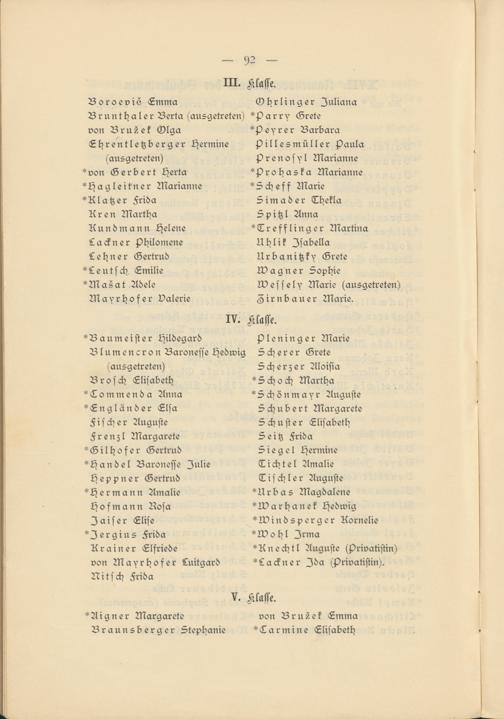 — 92 —
III. Klasse.
Boroevič Emma
Brunthaler Berta (ausgetreten)
von Bružek Olga
Ehrentletzberger Hermine
(ausgetreten)
*von Gerbert Herta
*Hagleitner Marianne
*Klatzer Frida
Kren Martha
Kundmann Helene
Lackner Philomene
Lehner Gertrud
*Leutsch Emilie
*Mašat Adele
Mayrhofer Valerie
Ohrlinger Juliana
*Parry Grete
*Peyrer Barbara
Pillesmüller Paula
Prenosyl Marianne
*Prohaska Marianne
*Scheff Marie
Simader Thekla
Spitzl Anna
*Trefflinger Martina
Uhlik Isabella
Urbanitzky Grete
Wagner Sophie
Wessely Marie (ausgetreten)
Zirnbauer Marie.
IV. Klasse.
*Baumeister Hildegard
Blumencron Baronesse Hedwig
(ausgetreten)
Brosch Elisabeth
*Commenda Anna
*Engländer Elsa
Fischer Auguste
Frenzl Margarete
*Gilhofer Gertrud
*Handel Baronesse Julie
Heppner Gertrud
*Hermann Amalie
Hofmann Rosa
Jaiser Elise
*Jergius Frida
Krainer Elfriede
von Mayrhofer Luitgard
Nitsch Frida
Pleninger Marie
Scherer Grete
Scherzer Aloisia
*Schoch Martha
*Schönmayr Auguste
Schubert Margarete
Schuster Elisabeth
Seitz Frida
Siegel Hermine
Tichtel Amalie
Tischler Auguste
*Urbas Magdalene
*Warhanek Hedwig
*Windsperger Kornelie
*Wohl Irma
*Knechtl Auguste (Privatistin)
*Lackner Ida (Privatistin).
V. Klasse.
*Aigner Margarete
Braunsberger Stephanie
von Bružek Emma
*Carmine Elisabeth